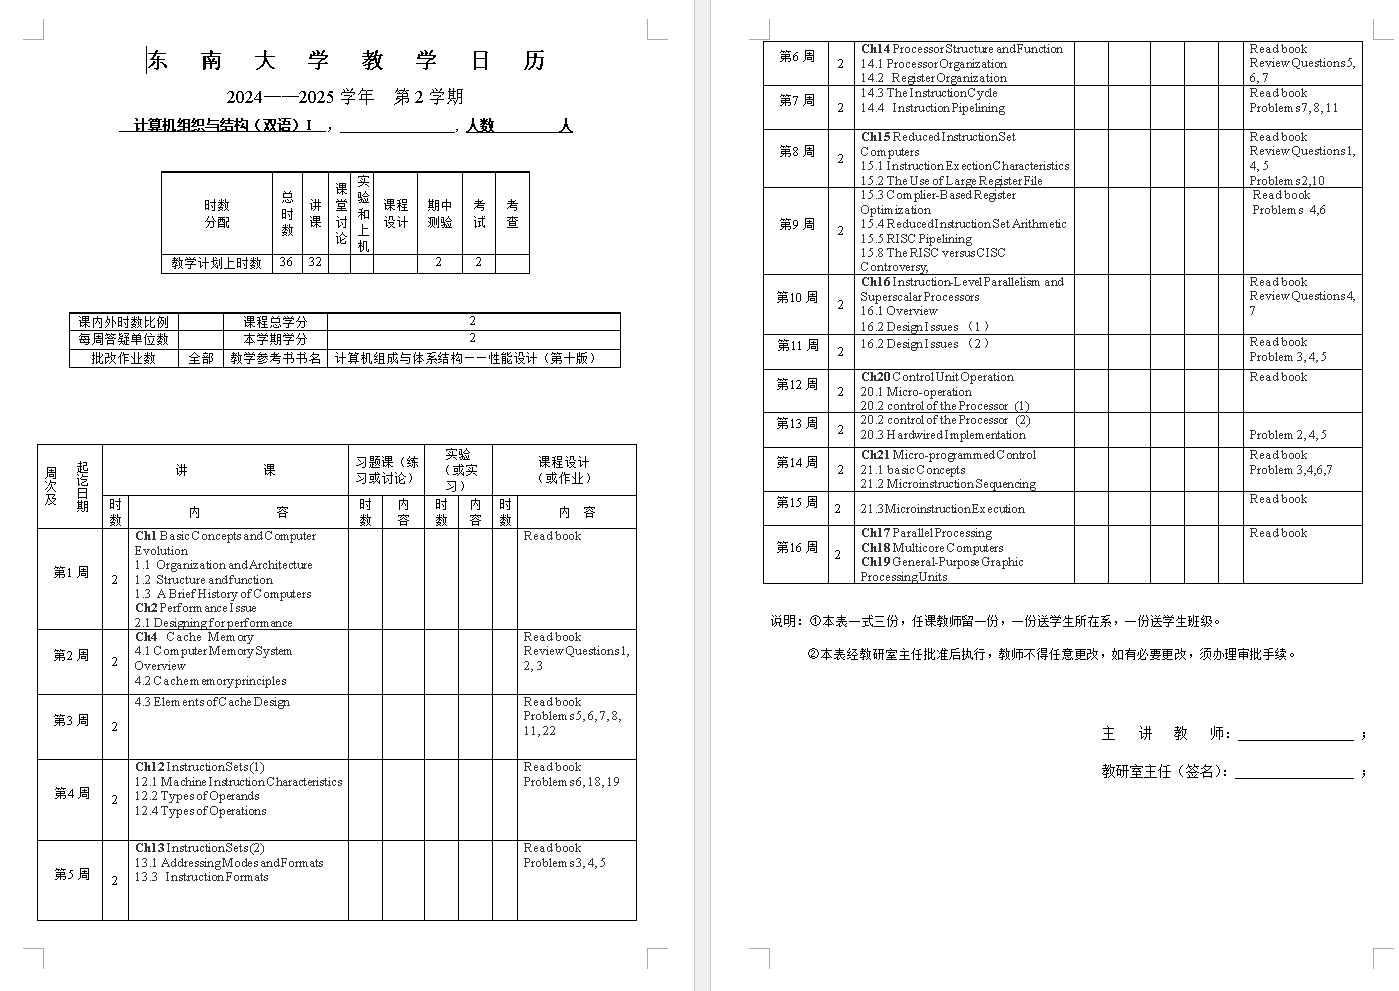 东 南 大 学 教 学 日 历
2024——2025 学年 第 2 学期
计算机组织与结构（双语）I ， , 人数 人
时数分配 总时数 讲课 课堂讨论 实验和上机 课程设计 期中测验 考试 考查
教学计划上时数 36 32 2 2
课内外时数比例 课程总学分 2
每周答疑单位数 本学期学分 2
批改作业数 全部 教学参考书书名 计算机组成与体系结构——性能设计（第十版）
周次及 起讫日期 讲 课 习题课（练习或讨论） 实验（或实习） 课程设计（或作业）
时数 内 容 时数 内容 时数 内容 时数 内 容
第1 周 2
Ch1 Basic Concepts and Computer
Evolution
1.1 Organization and Architecture
1.2 Structure and function
1.3 A Brief History of Computers
Ch2 Performance Issue
2.1 Designing for performance
Read book
第2 周 2
Ch4 Cache Memory
4.1 Computer Memory System
Overview
4.2 Cache memory principles
Read book
Review Questions 1,
2, 3
第3 周 2
4.3 Elements of Cache Design
Read book
Problems 5, 6, 7, 8,
11, 22
第4 周 2
Ch12 Instruction Sets (1)
12.1 Machine Instruction Characteristics
12.2 Types of Operands
12.4 Types of Operations
Read book
Problems 6, 18, 19
第5 周 2
Ch13 Instruction Sets (2)
13.1 Addressing Modes and Formats
13.3 Instruction Formats
Read book
Problems 3, 4, 5
第6 周 2
Ch14 Processor Structure and Function
14.1 Processor Organization
14.2 Register Organization
Read book
Review Questions 5,
6, 7
第7 周 2
14.3 The Instruction Cycle
14.4 Instruction Pipelining
Read book
Problems 7, 8, 11
第8 周 2
Ch15 Reduced Instruction Set
Computers
15.1 Instruction Exection Characteristics
15.2 The Use of Large Register File
Read book
Review Questions 1,
4, 5
Problems 2,10
第9 周 2
15.3 Complier-Based Register
Optimization
15.4 Reduced Instruction Set Arithmetic
15.5 RISC Pipelining
15.8 The RISC versus CISC
Controversy,
Read book
Problems 4,6
第10 周 2
Ch16 Instruction-Level Parallelism and
Superscalar Processors
16.1 Overview
16.2 Design Issues （1）
Read book
Review Questions 4,
7
第11 周 2
16.2 Design Issues （2）
Read book
Problem 3, 4, 5
第12 周 2
Ch20 Control Unit Operation
20.1 Micro-operation
20.2 control of the Processor (1)
Read book
第13 周 2
20.2 control of the Processor (2)
20.3 Hardwired Implementation
Problem 2, 4, 5
第14 周 2
Ch21 Micro-programmed Control
21.1 basic Concepts
21.2 Microinstruction Sequencing
Read book
Problem 3,4,6,7
第15 周 2
21.3Microinstruction Execution
Read book
第16 周 2
Ch17 Parallel Processing
Ch18 Multicore Computers
Ch19 General-Purpose Graphic
Processing Units
Read book
说明：①本表一式三份，任课教师留一份，一份送学生所在系，一份送学生班级。
②本表经教研室主任批准后执行，教师不得任意更改，如有必要更改，须办理审批手续。
主 讲 教 师： ；
教研室主任（签名）： ；